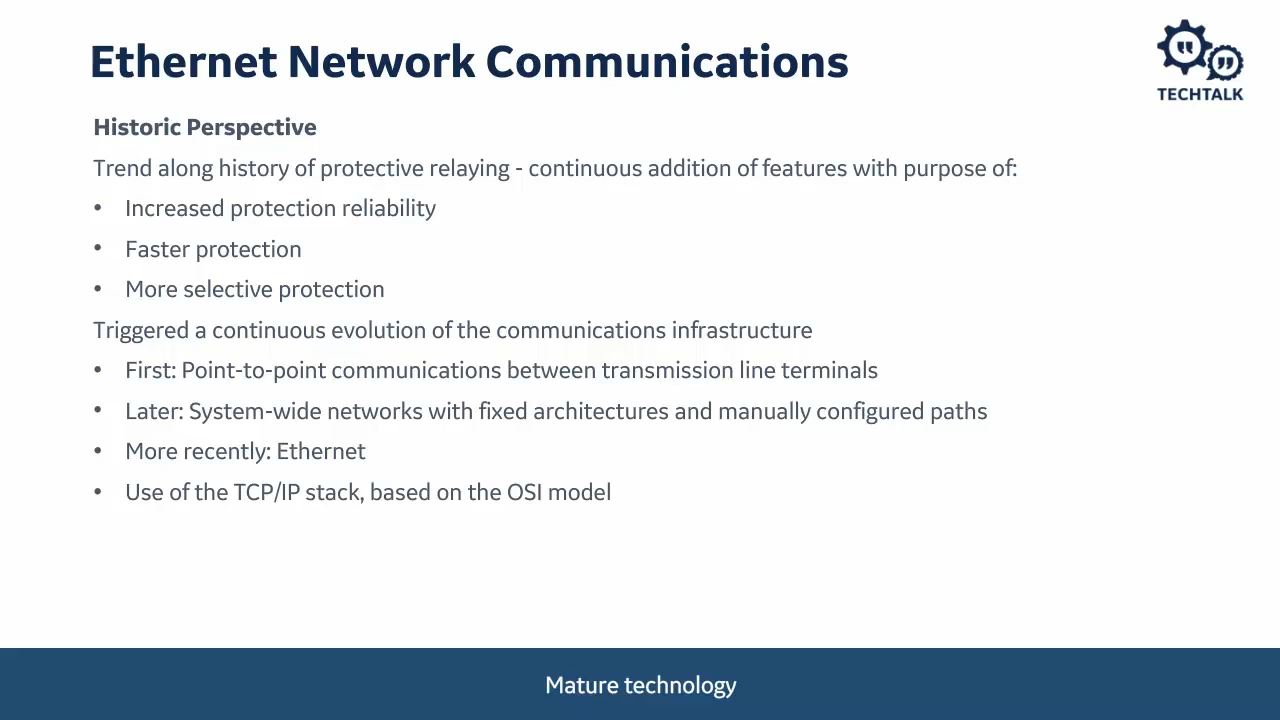 Ethernet Network Communications
TECHTALK
Historic Perspective
Trend along history of protective relaying - continuous addition of features with purpose of:
• Increased protection reliability
• Faster protection
• More selective protection
Triggered a continuous evolution of the communications infrastructure
• First: Point-to-point communications between transmission line terminals
• Later: System-wide networks with fixed architectures and manually configured paths
• More recently: Ethernet
• Use of the TCP/IP stack, based on the OSI model
Mature technology